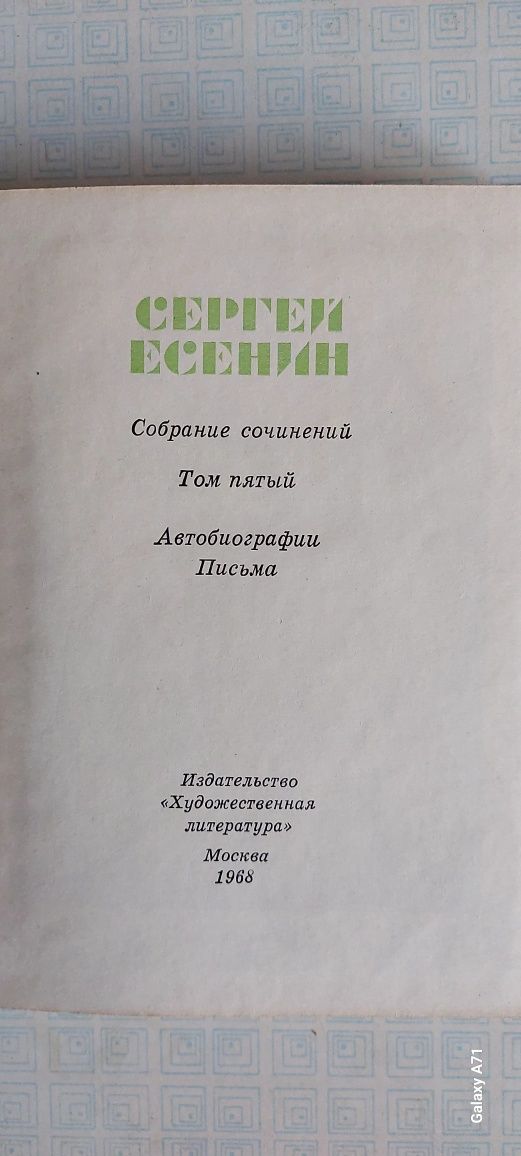 СЕРГЕЙ
ЕСЕНИН
Собрание сочинений
Том пятый
Автобиографии
Письма
Издательство
«Художественная
литература»
Москва
1968
Galaxy A71